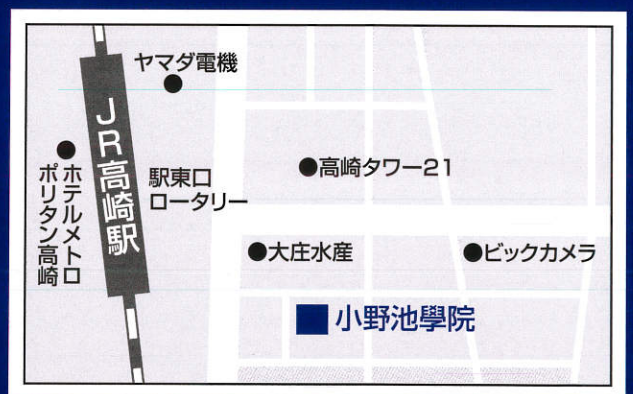 ヤマダ電機
JR高崎駅
ホテルメトロ
ポリタン高崎
駅東口
ロータリー
高崎タワー21
大庄水産
ビックカメラ
小野池學院